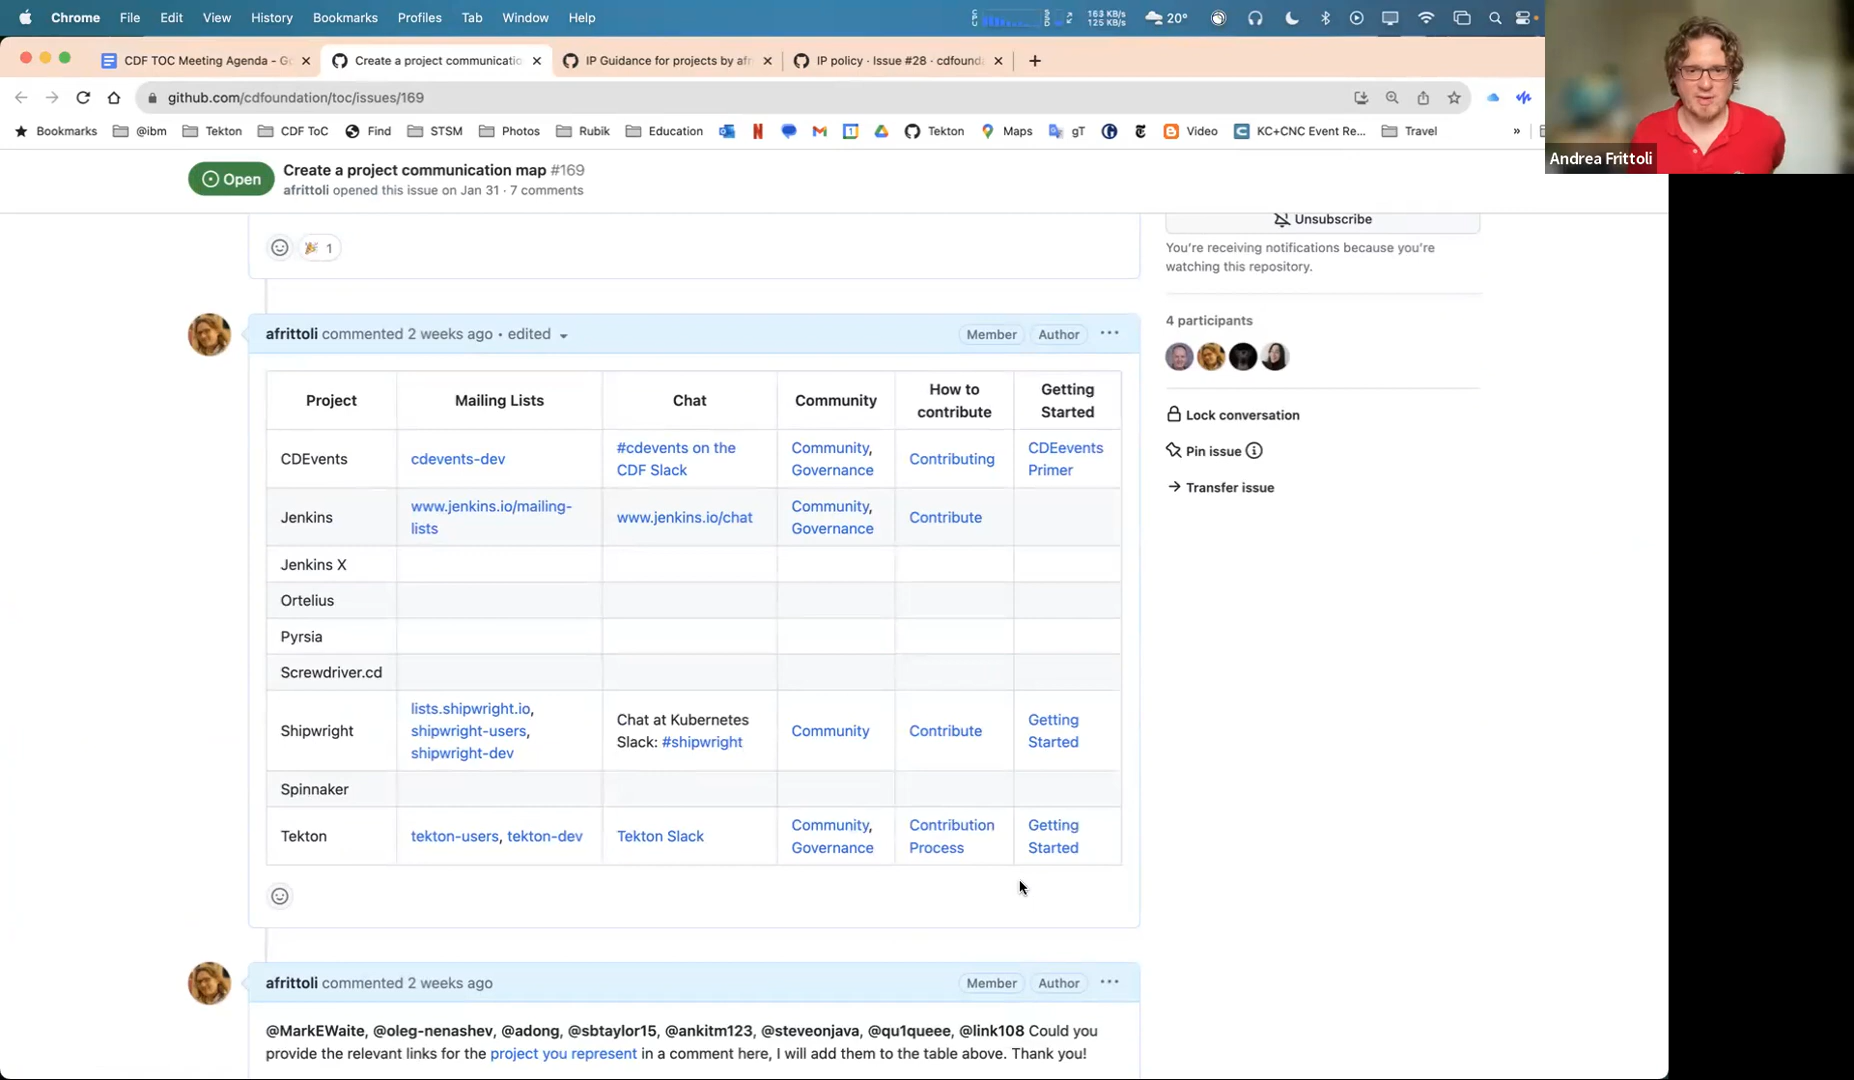 Chrome File Edit View History Bookmarks Profiles Tab Window Help
163 KB/s
125 KB/s
20°
CDF TOC Meeting Agenda - G
Create a project communicatio
IP Guidance for projects by afr
IP policy · Issue #28 · cdfound
github.com/cdfoundation/toc/issues/169
Bookmarks @ibm Tekton CDF ToC Find STSM Photos Rubik Education Tekton Maps gT Video KC+CNC Event Re... Travel »
Andrea Frittoli
Open
Create a project communication map #169
afrittoli opened this issue on Jan 31 · 7 comments
1
Unsubscribe
You're receiving notifications because you're
watching this repository.
4 participants
Lock conversation
Pin issue
Transfer issue
afrittoli commented 2 weeks ago • edited
Member Author ...
Project Mailing Lists Chat Community How to contribute Getting Started
CDEvents cdevents-dev #cdevents on the CDF Slack Community, Governance Contributing CDEevents Primer
Jenkins www.jenkins.io/mailing-lists www.jenkins.io/chat Community, Governance Contribute
Jenkins X
Ortelius
Pyrsia
Screwdriver.cd
Shipwright lists.shipwright.io, shipwright-users, shipwright-dev Chat at Kubernetes Slack: #shipwright Community Contribute Getting Started
Spinnaker
Tekton tekton-users, tekton-dev Tekton Slack Community, Governance Contribution Process Getting Started
afrittoli commented 2 weeks ago
Member Author ...
@MarkEWaite, @oleg-nenashev, @adong, @sbtaylor15, @ankitm123, @steveonjava, @qu1queee, @link108 Could you
provide the relevant links for the project you represent in a comment here, I will add them to the table above. Thank you!